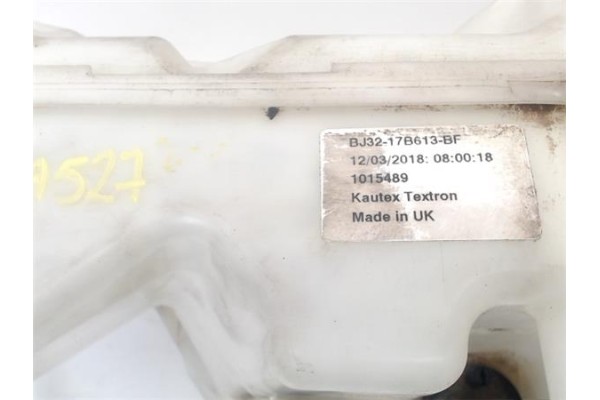 BJ32-17B613-BF
12/03/2018: 08:00:18
1015489
Kautex Textron
Made in UK